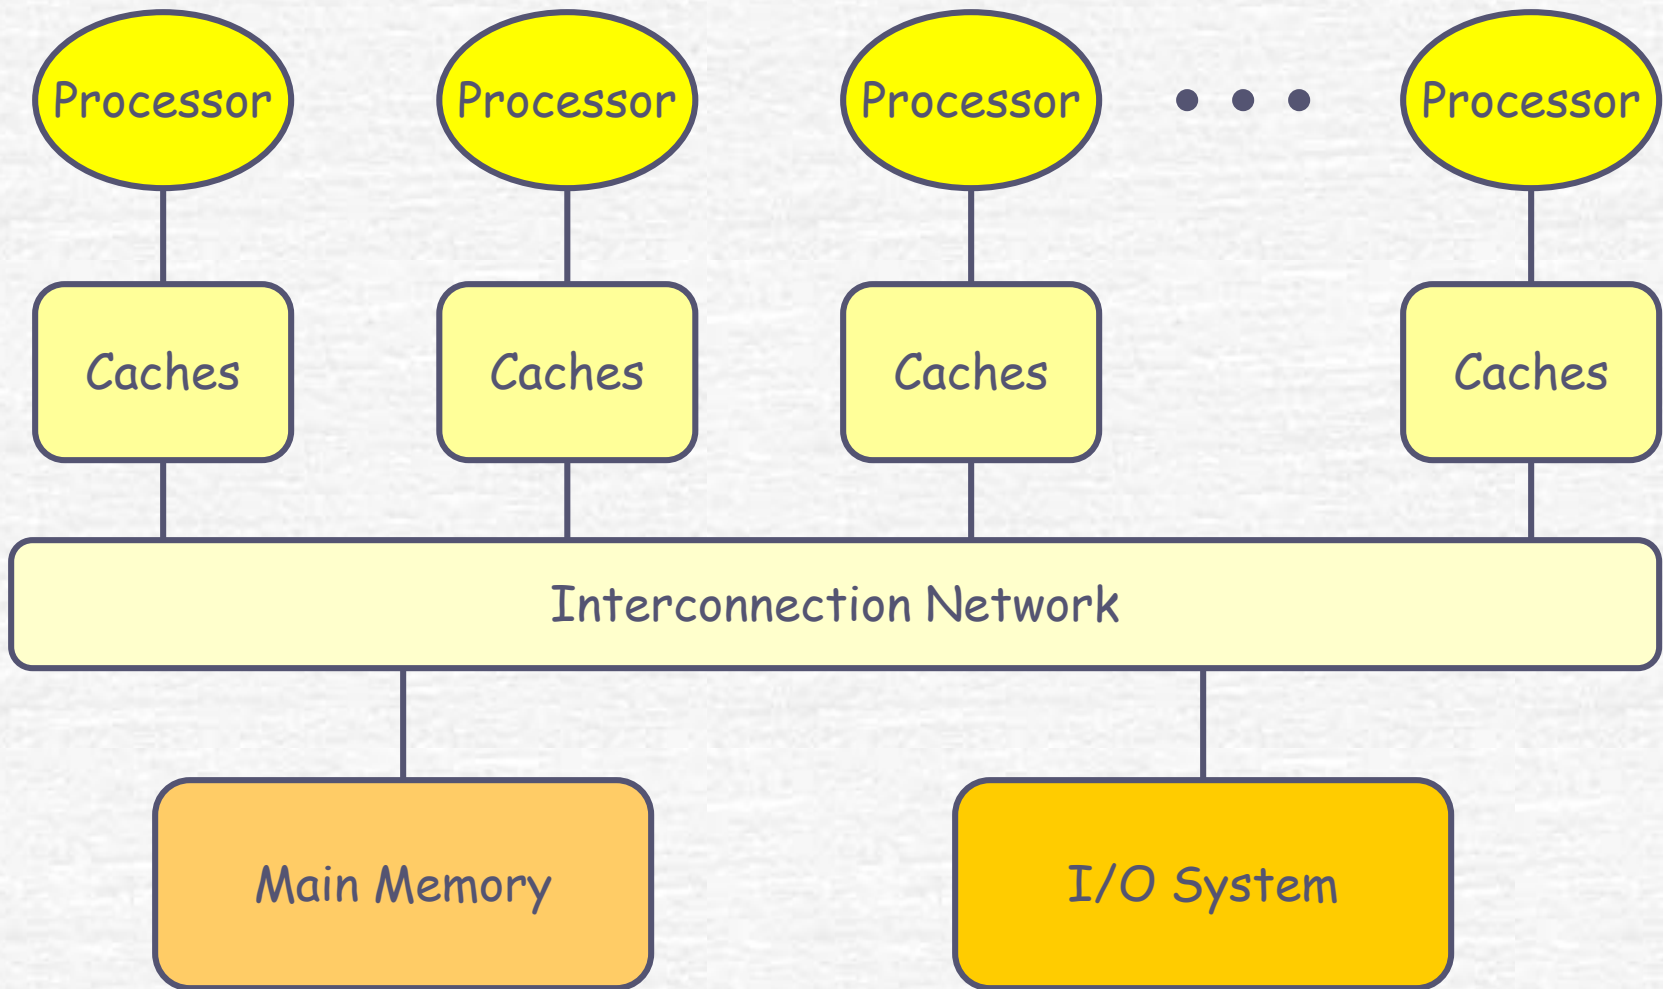 Processor
Processor
Processor
Processor
Caches
Caches
Caches
Caches
Interconnection Network
Main Memory
I/O System